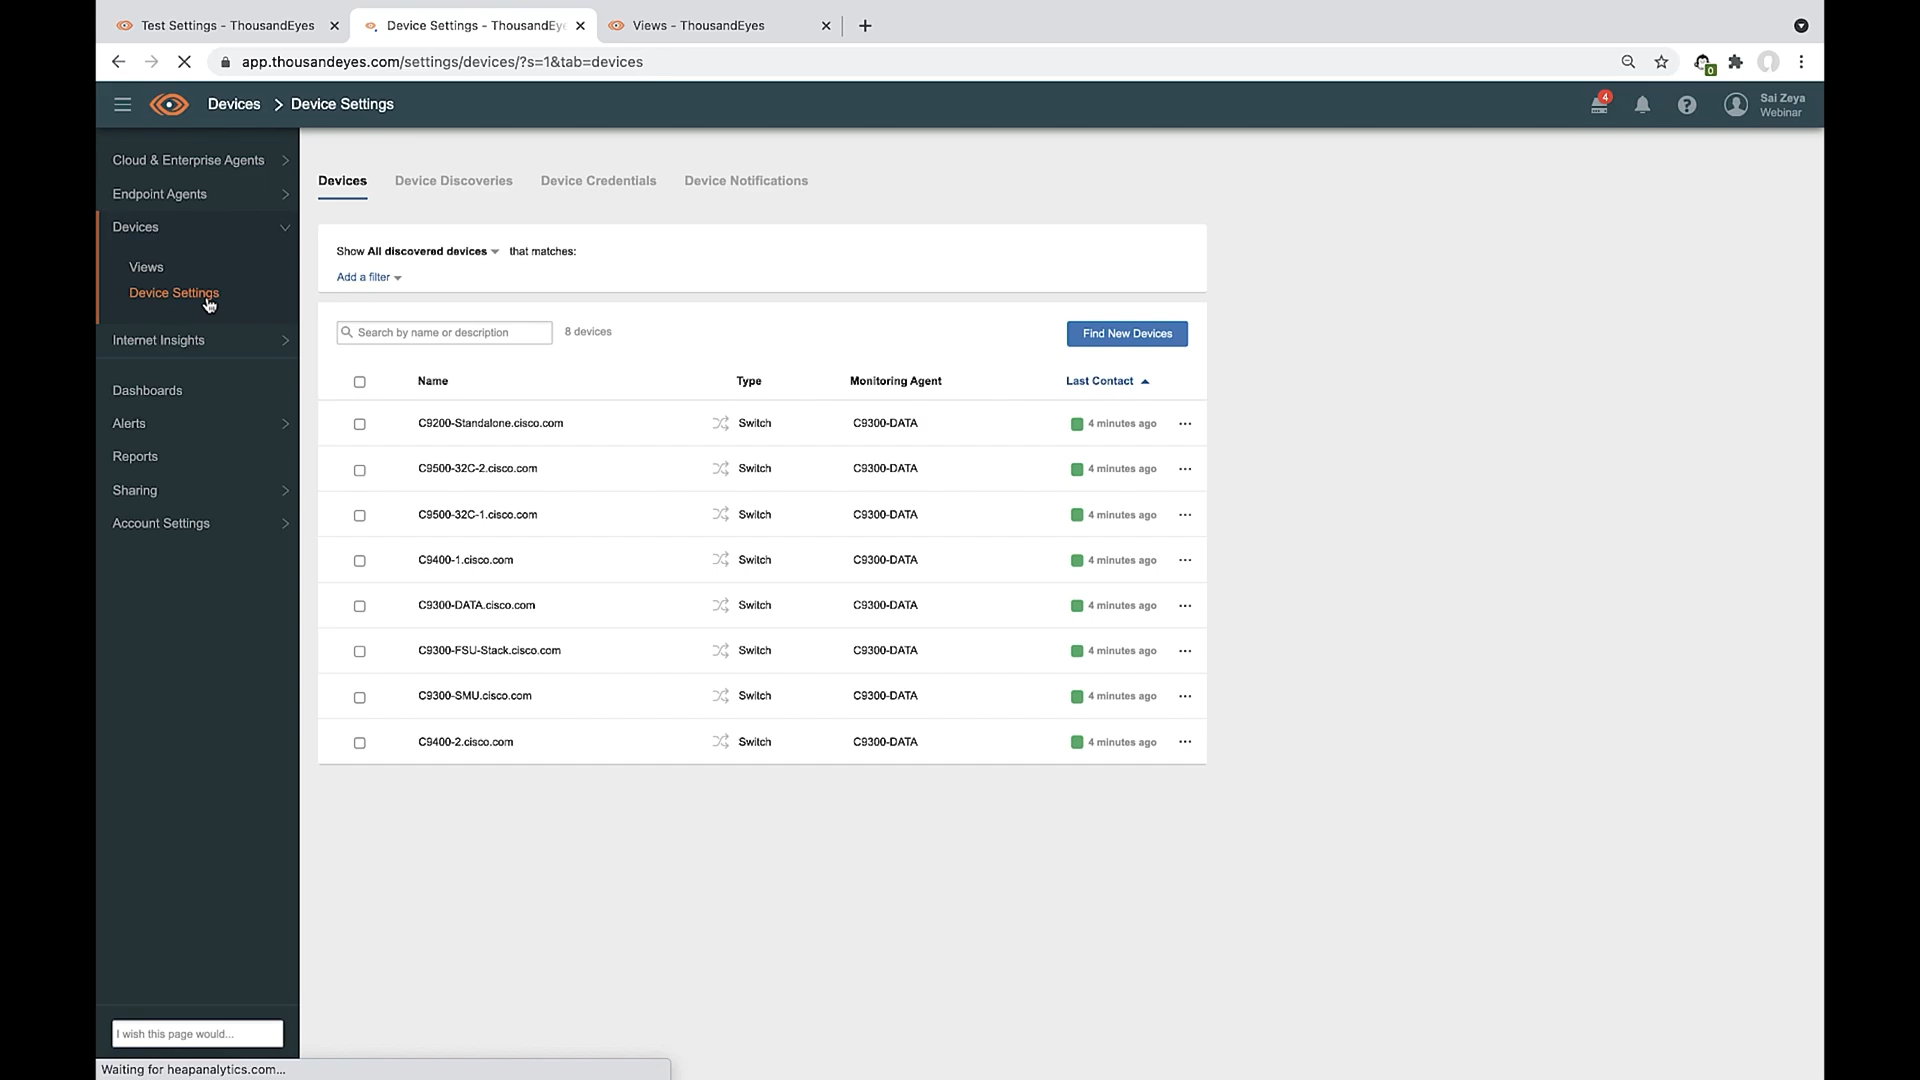 Test Settings - ThousandEyes
Device Settings - ThousandEye
Views - ThousandEyes
app.thousandeyes.com/settings/devices/?s=1&tab=devices
0
Devices > Device Settings
4
Sai Zeya
Webinar
Cloud & Enterprise Agents
Endpoint Agents
Devices
Views
Device Settings
Internet Insights
Dashboards
Alerts
Reports
Sharing
Account Settings
I wish this page would...
Waiting for heapanalytics.com...
Devices Device Discoveries Device Credentials Device Notifications
Show All discovered devices that matches:
Add a filter
Search by name or description 8 devices Find New Devices
Name Type Monitoring Agent Last Contact
C9200-Standalone.cisco.com Switch C9300-DATA 4 minutes ago
C9500-32C-2.cisco.com Switch C9300-DATA 4 minutes ago
C9500-32C-1.cisco.com Switch C9300-DATA 4 minutes ago
C9400-1.cisco.com Switch C9300-DATA 4 minutes ago
C9300-DATA.cisco.com Switch C9300-DATA 4 minutes ago
C9300-FSU-Stack.cisco.com Switch C9300-DATA 4 minutes ago
C9300-SMU.cisco.com Switch C9300-DATA 4 minutes ago
C9400-2.cisco.com Switch C9300-DATA 4 minutes ago